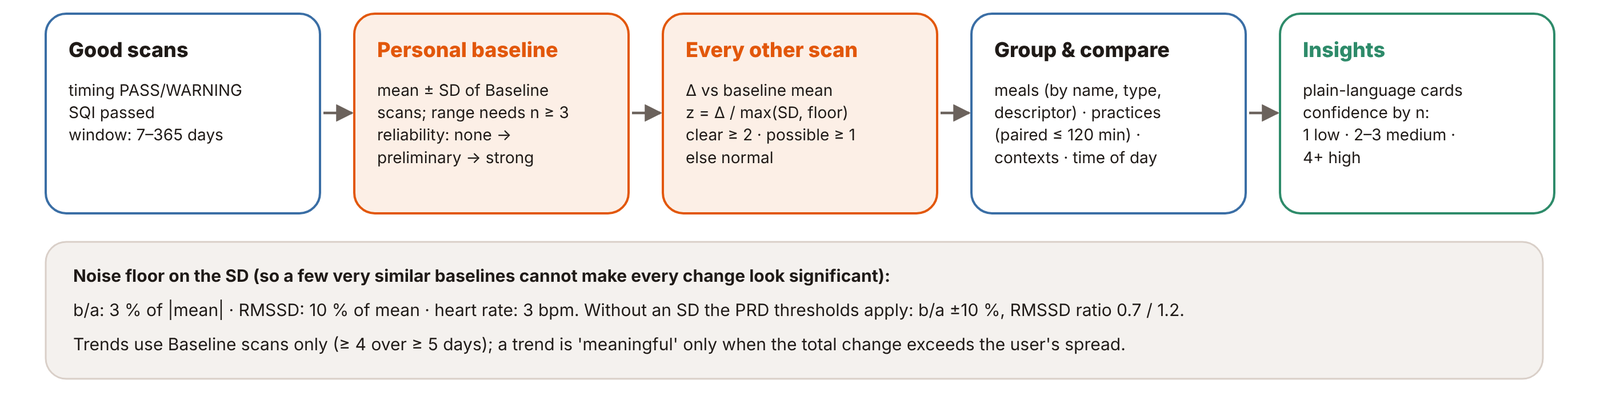 Good scans
timing PASS/WARNING
SQI passed
window: 7–365 days
Personal baseline
mean ± SD of Baseline
scans; range needs n ≥ 3
reliability: none →
preliminary → strong
Every other scan
Δ vs baseline mean
z = Δ / max(SD, floor)
clear ≥ 2 · possible ≥ 1
else normal
Group & compare
meals (by name, type,
descriptor) · practices
(paired ≤ 120 min) ·
contexts · time of day
Insights
plain-language cards
confidence by n:
1 low · 2–3 medium ·
4+ high
Noise floor on the SD (so a few very similar baselines cannot make every change look significant):
b/a: 3 % of |mean| · RMSSD: 10 % of mean · heart rate: 3 bpm. Without an SD the PRD thresholds apply: b/a ±10 %, RMSSD ratio 0.7 / 1.2.
Trends use Baseline scans only (≥ 4 over ≥ 5 days); a trend is 'meaningful' only when the total change exceeds the user's spread.